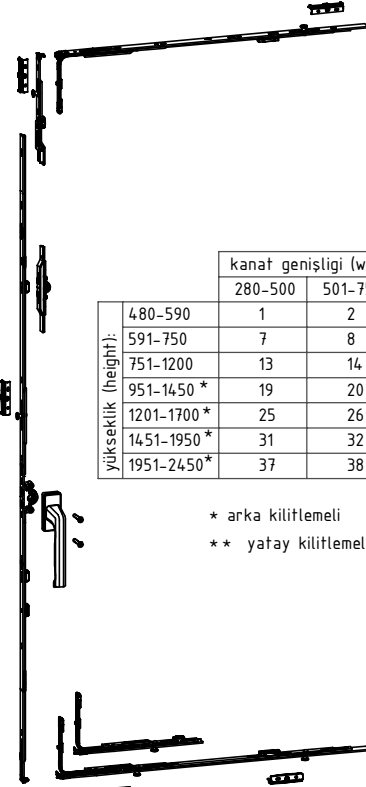 kanat genişligi (w
280-500 501-7
yükseklik (height):
480-590 1 2
591-750 7 8
751-1200 13 14
951-1450 * 19 20
1201-1700 * 25 26
1451-1950 * 31 32
1951-2450* 37 38
* arka kilitlemeli
** yatay kilitlemel